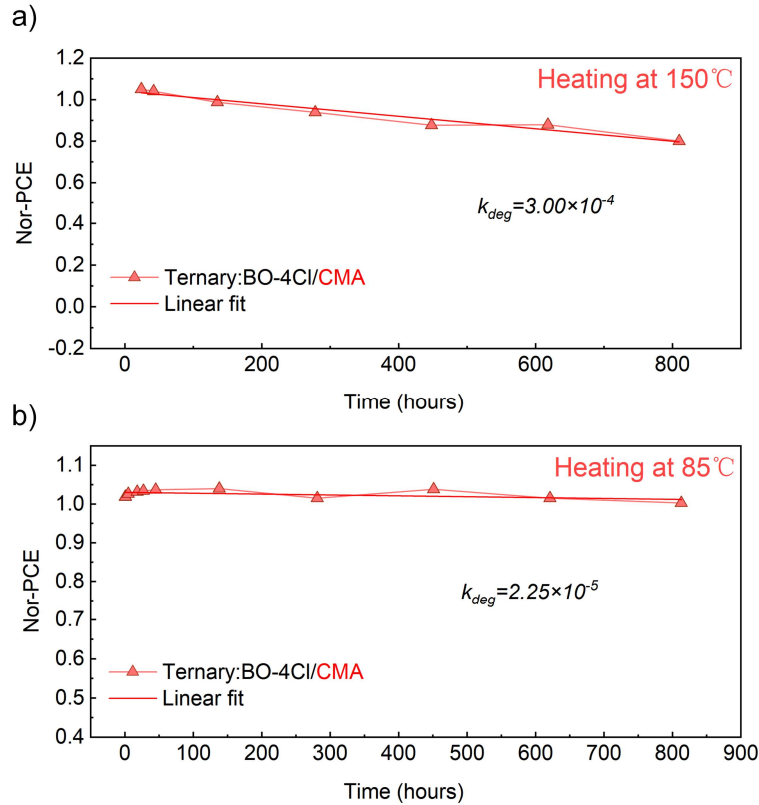 a)
1.2
1.0
0.8
0.6
0.4
0.2
0.0
-0.2
Nor-PCE
Heating at 150℃
k_deg=3.00×10⁻⁴
Ternary:BO-4Cl/CMA
Linear fit
0 200 400 600 800
Time (hours)
b)
1.1
1.0
0.9
0.8
0.7
0.6
0.5
0.4
Nor-PCE
Heating at 85℃
k_deg=2.25×10⁻⁵
Ternary:BO-4Cl/CMA
Linear fit
0 100 200 300 400 500 600 700 800 900
Time (hours)